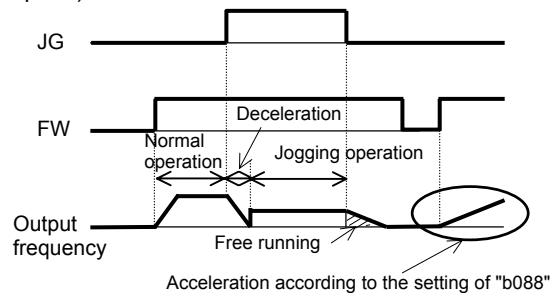 JG
FW
Deceleration
Normal
operation
Jogging operation
Output
frequency
Free running
Acceleration according to the setting of "b088"